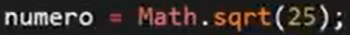 numero = Math.sqrt(25);